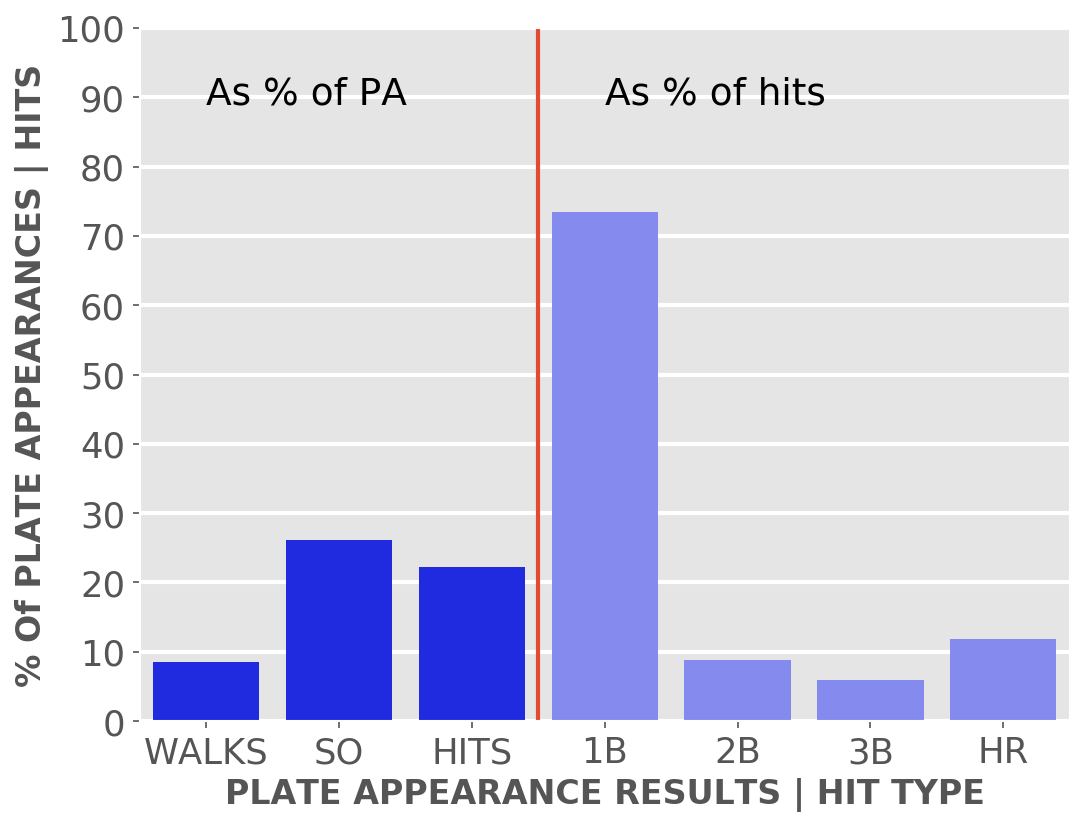 100
90
80
70
60
50
40
30
20
10
0
% Of PLATE APPEARANCES | HITS
As % of PA
As % of hits
WALKS SO HITS 1B 2B 3B HR
PLATE APPEARANCE RESULTS | HIT TYPE